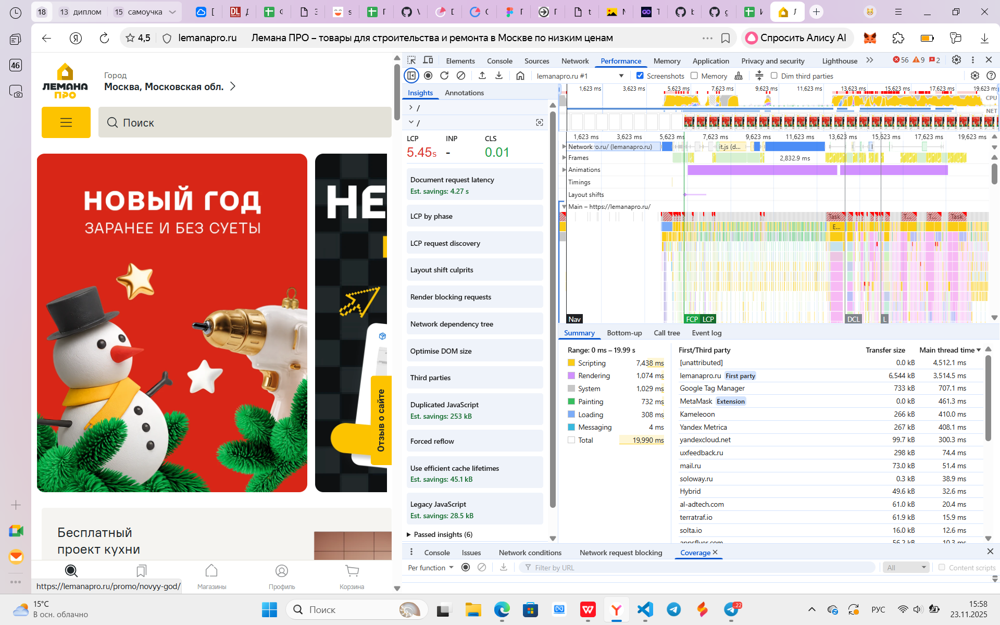 18
13 диплом
15 самоучка
4,5
lemanapro.ru
Лемана ПРО – товары для строительства и ремонта в Москве по низким ценам
Спросить Алису AI
46
ЛЕМАНА
ПРО
Город
Москва, Московская обл.
Поиск
НОВЫЙ ГОД
ЗАРАНЕЕ И БЕЗ СУЕТЫ
НЕ
Отзыв о сайте
Бесплатный
проект кухни
https://lemanapro.ru/promo/novyy-god/
Магазины
Профиль
Корзина
Elements
Console
Sources
Network
Performance
Memory
Application
Privacy and security
Lighthouse
56
9
2
lemanapro.ru #1
Screenshots
Memory
Dim third parties
Insights
Annotations
/
/
LCP
INP
CLS
5.45s
-
0.01
Document request latency
Est. savings: 4.27 s
LCP by phase
LCP request discovery
Layout shift culprits
Render blocking requests
Network dependency tree
Optimise DOM size
Third parties
Duplicated JavaScript
Est. savings: 253 kB
Forced reflow
Use efficient cache lifetimes
Est. savings: 45.1 kB
Legacy JavaScript
Est. savings: 28.5 kB
Passed insights (6)
1,623 ms
3,623 ms
5,623 ms
7,623 ms
9,623 ms
11,623 ms
13,623 ms
15,623 ms
17,623 ms
CPU
NET
1,623 ms
3,623 ms
5,623 ms
7,623 ms
9,623 ms
11,623 ms
13,623 ms
15,623 ms
17,623 ms
19,623 ms
Network
ro.ru/ (lemanapro.ru)
it.js (d...
Frames
2,832.9 ms
Animations
Timings
Layout shifts
Main – https://lemanapro.ru/
Task
T...
T...
Task
E...
Nav
FCP
LCP
DCL
L
Summary
Bottom-up
Call tree
Event log
Range: 0 ms – 19.99 s
Scripting 7,438 ms
Rendering 1,074 ms
System 1,029 ms
Painting 732 ms
Loading 308 ms
Messaging 4 ms
Total 19,990 ms
First/Third party Transfer size Main thread time
[unattributed] 0.0 kB 4,512.1 ms
lemanapro.ru First party 6,544 kB 3,514.5 ms
Google Tag Manager 733 kB 707.1 ms
MetaMask Extension 0.0 kB 461.3 ms
Kameleoon 266 kB 410.0 ms
Yandex Metrica 267 kB 408.1 ms
yandexcloud.net 99.7 kB 300.3 ms
uxfeedback.ru 298 kB 74.4 ms
mail.ru 73.0 kB 51.4 ms
soloway.ru 0.3 kB 38.9 ms
Hybrid 49.6 kB 32.6 ms
al-adtech.com 61.0 kB 20.4 ms
terratraf.io 61.9 kB 15.9 ms
solta.io 16.0 kB 12.6 ms
appsflyer.com 56.2 kB 10.3 ms
Console
Issues
Network conditions
Network request blocking
Coverage
Per function
Filter by URL
All
Content scripts
15°C
В осн. облачно
Поиск
22
РУС
15:58
23.11.2025